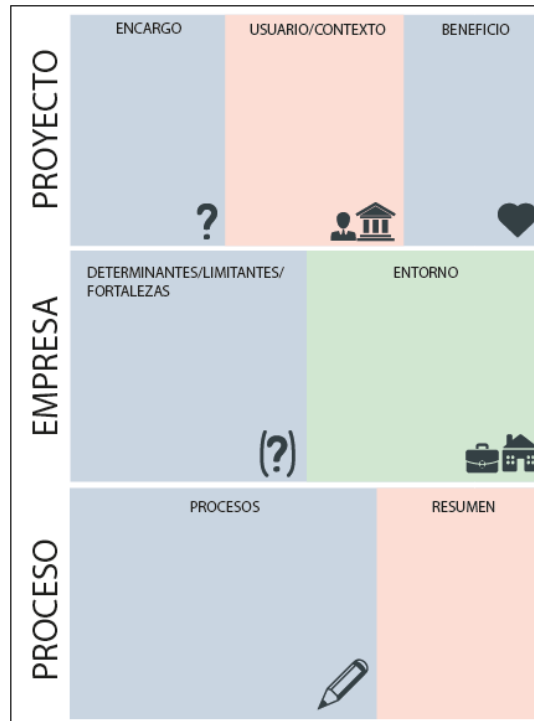 PROYECTO
ENCARGO
USUARIO/CONTEXTO
BENEFICIO
?
EMPRESA
DETERMINANTES/LIMITANTES/
FORTALEZAS
ENTORNO
(?)
PROCESO
PROCESOS
RESUMEN